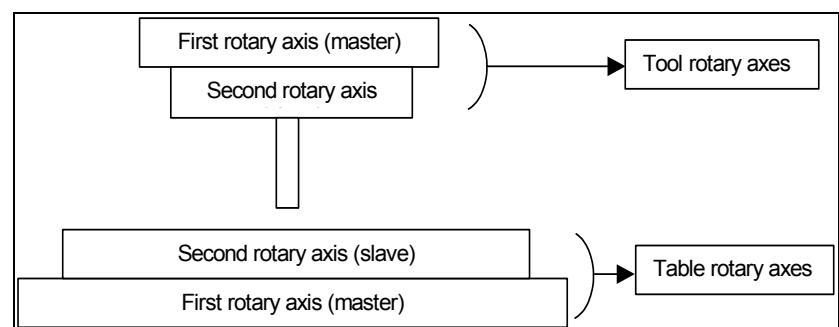 First rotary axis (master)
Second rotary axis
Tool rotary axes
Second rotary axis (slave)
First rotary axis (master)
Table rotary axes